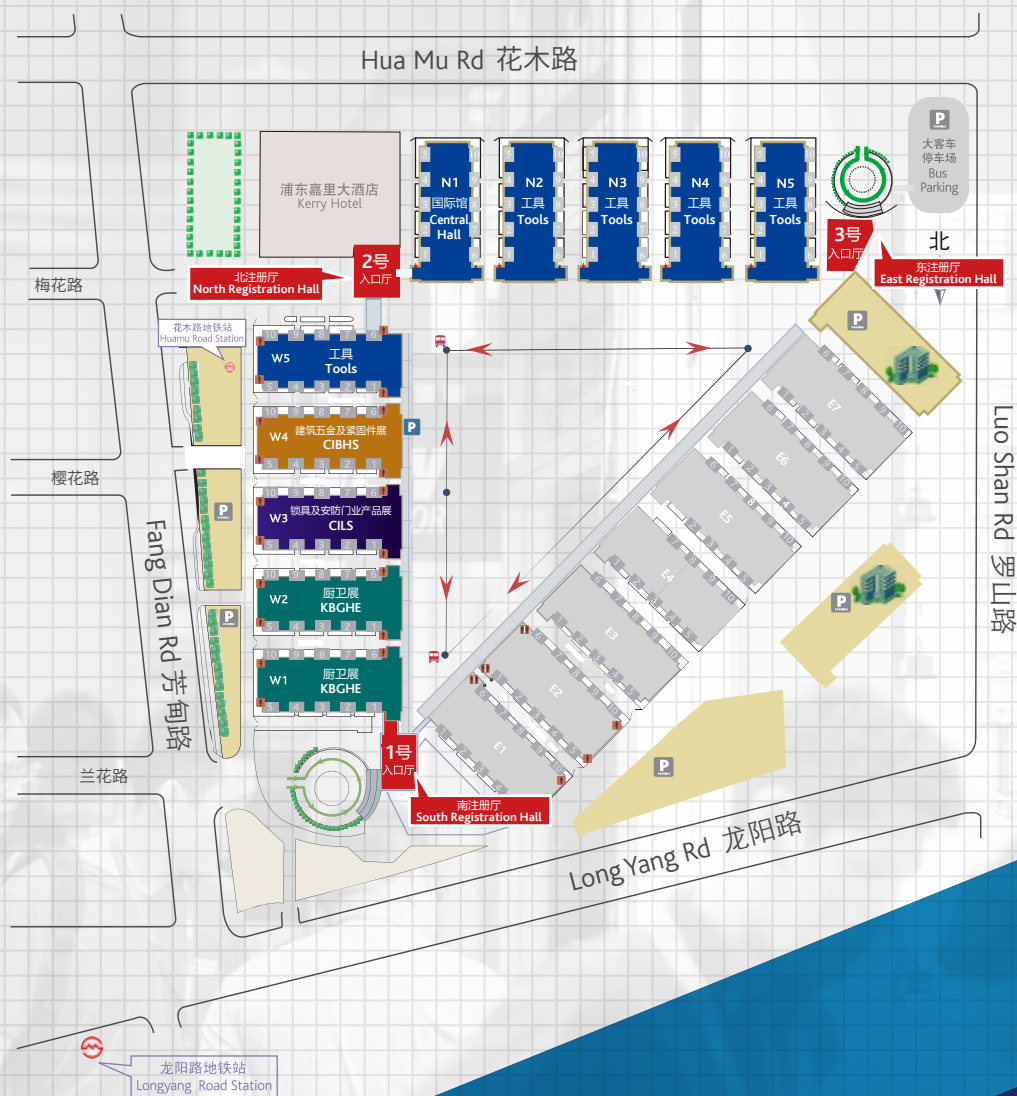 Hua Mu Rd 花木路
P
大客车
停车场
Bus
Parking
浦东嘉里大酒店
Kerry Hotel
N1
国际馆
Central
Hall
N2
工具
Tools
N3
工具
Tools
N4
工具
Tools
N5
工具
Tools
2号
入口厅
北注册厅
North Registration Hall
3号
入口厅
北
东注册厅
East Registration Hall
梅花路
花木路地铁站
Huamu Road Station
W5
工具
Tools
W4
建筑五金及紧固件展
CIBHS
P
W3
锁具及安防门业产品展
CILS
W2
厨卫展
KBGHE
W1
厨卫展
KBGHE
樱花路
P
P
Fang Dian Rd 芳甸路
P
E7
E6
E5
E4
E3
E2
E1
P
P
Luo Shan Rd 罗山路
1号
入口厅
南注册厅
South Registration Hall
兰花路
Long Yang Rd 龙阳路
龙阳路地铁站
Longyang Road Station